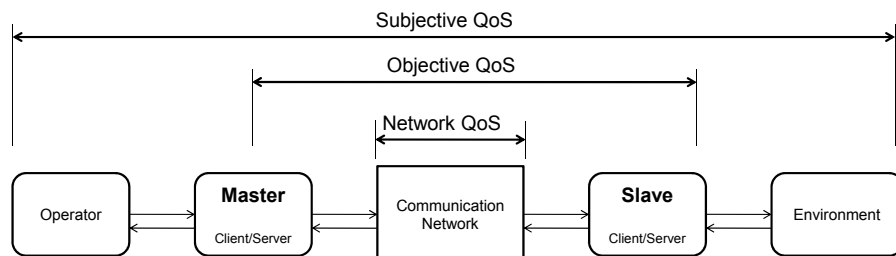 Subjective QoS
Objective QoS
Network QoS
Operator
Master
Client/Server
Communication
Network
Slave
Client/Server
Environment